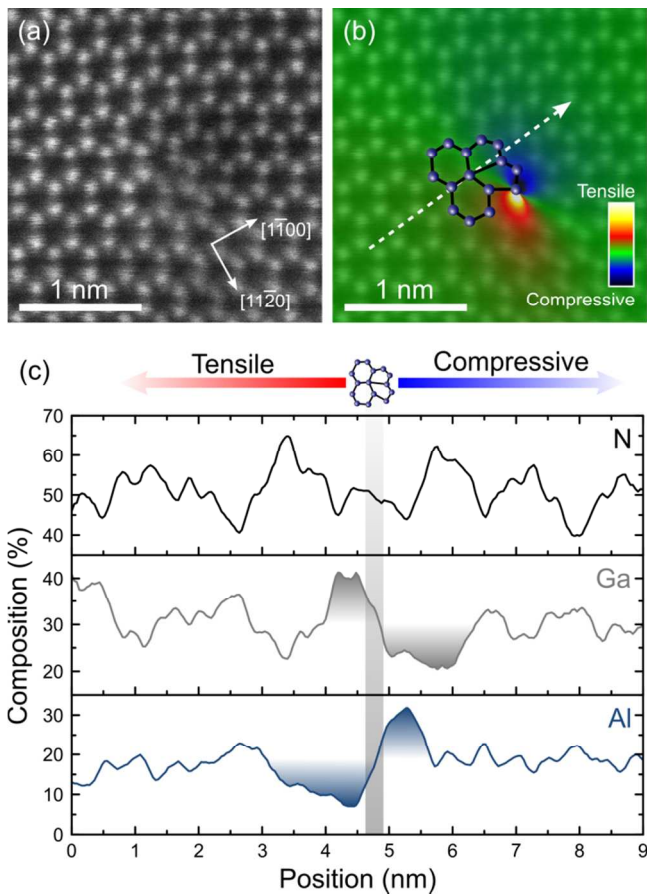 (a)
[11̄00]
[112̄0]
1 nm
(b)
Tensile
Compressive
1 nm
(c)
Tensile
Compressive
Composition (%)
70
60
50
40
N
40
30
20
Ga
30
20
10
0
Al
0 1 2 3 4 5 6 7 8 9
Position (nm)